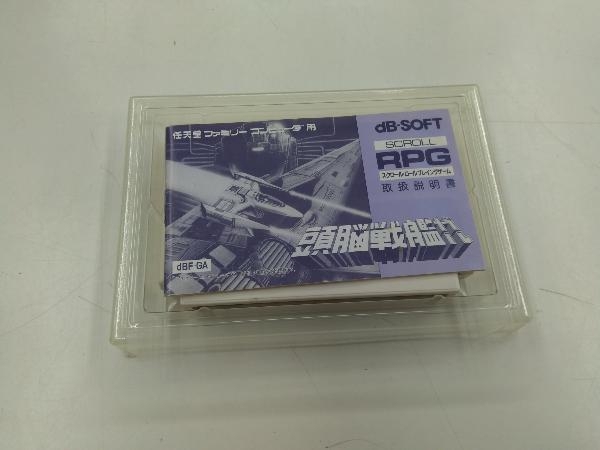 任天堂ファミリーコンピュータ用
dB-SOFT
SCROLL
RPG
スクロール・ロールプレイングゲーム
取扱説明書
頭脳戦艦ガル
dBF-GA